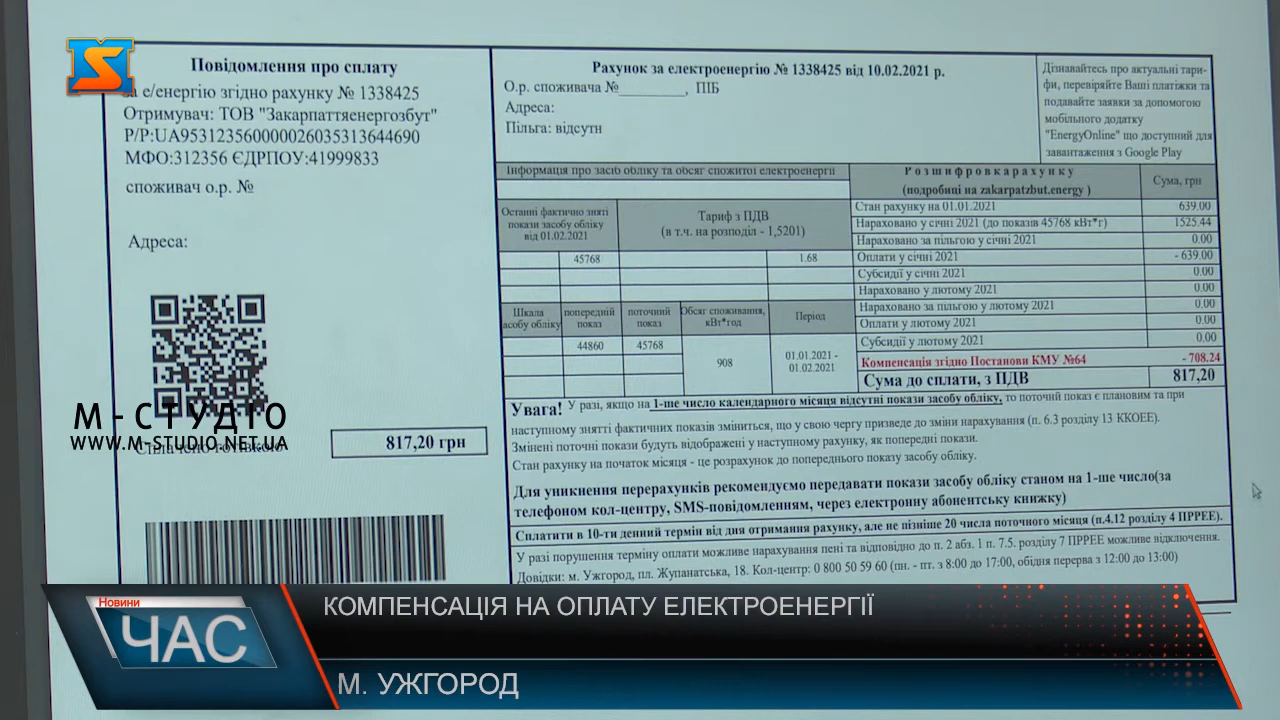 Повідомлення про сплату
за е/енергію згідно рахунку № 1338425
Отримувач: ТОВ "Закарпаттяенергозбут"
Р/Р:UA953123560000026035313644690
МФО:312356 ЄДРПОУ:41999833
споживач о.р. №
Адреса:
М-СТУДІО
WWW.M-STUDIO.NET.UA
817,20 грн
Рахунок за електроенергію № 1338425 від 10.02.2021 р.
О.р. споживача №_________, ПІБ
Адреса:
Пільга: відсутн
Дізнавайтесь про актуальні тари-
фи, перевіряйте Ваші платіжки та
подавайте заявки за допомогою
мобільного додатку
"EnergyOnline" що доступний для
завантаження з Google Play
Інформація про засіб обліку та обсяг спожитої електроенергії
Останні фактично зняті
покази засобу обліку
від 01.02.2021
Тариф з ПДВ
(в т.ч. на розподіл - 1,5201)
45768 1.68
Шкала
засобу обліку
попередній
показ
поточний
показ
Обсяг споживання,
кВт*год
Період
44860 45768
908
01.01.2021 -
01.02.2021
Розшифровка рахунку
(подробиці на zakarpatzbut.energy )
Сума, грн
Стан рахунку на 01.01.2021 639.00
Нараховано у січні 2021 (до показів 45768 кВт*г) 1525.44
Нараховано за пільгою у січні 2021 0.00
Оплати у січні 2021 - 639.00
Субсидії у січні 2021 0.00
Нараховано у лютому 2021 0.00
Нараховано за пільгою у лютому 2021 0.00
Оплати у лютому 2021 0.00
Субсидії у лютому 2021 0.00
Компенсація згідно Постанови КМУ №64 - 708.24
Сума до сплати, з ПДВ 817,20
Увага! У разі, якщо на 1-ше число календарного місяця відсутні покази засобу обліку, то поточний показ є плановим та при
наступному знятті фактичних показів зміниться, що у свою чергу призведе до зміни нарахування (п. 6.3 розділу 13 ККОЕЕ).
Змінені поточні покази будуть відображені у наступному рахунку, як попередні покази.
Стан рахунку на початок місяця - це розрахунок до попереднього показу засобу обліку.
Для уникнення перерахунків рекомендуємо передавати покази засобу обліку станом на 1-ше число(за
телефоном кол-центру, SMS-повідомленням, через електронну абонентську книжку)
Сплатити в 10-ти денний термін від дня отримання рахунку, але не пізніше 20 числа поточного місяця (п.4.12 розділу 4 ПРРЕЕ).
У разі порушення терміну оплати можливе нарахування пені та відповідно до п. 2 абз. 1 п. 7.5. розділу 7 ПРРЕЕ можливе відключення.
Довідки: м. Ужгород, пл. Жупанатська, 18. Кол-центр: 0 800 50 59 60 (пн. - пт. з 8:00 до 17:00, обідня перерва з 12:00 до 13:00)
Новини
ЧАС
КОМПЕНСАЦІЯ НА ОПЛАТУ ЕЛЕКТРОЕНЕРГІЇ
М. УЖГОРОД